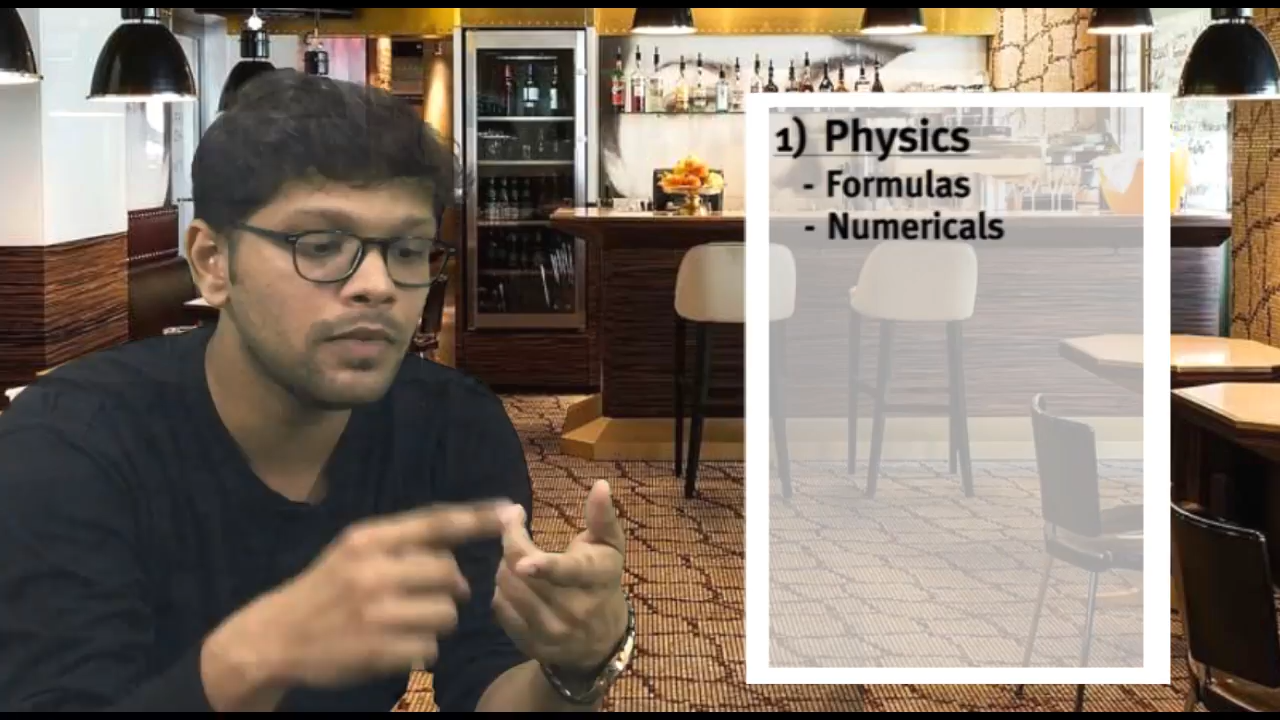 1) Physics
- Formulas
- Numericals